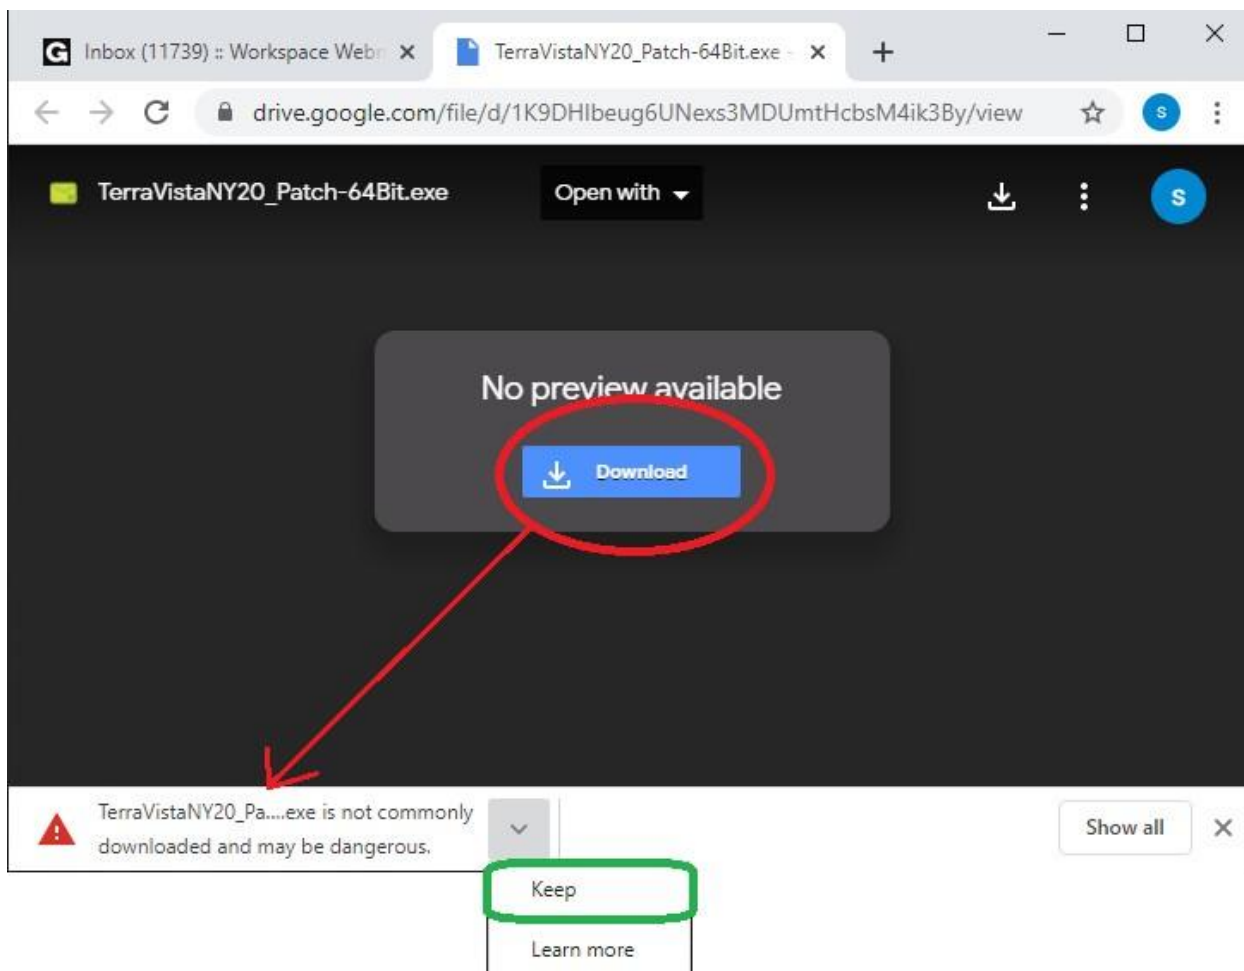 G Inbox (11739) :: Workspace Webm
TerraVistaNY20_Patch-64Bit.exe -
drive.google.com/file/d/1K9DHIbeug6UNexs3MDUmtHcbsM4ik3By/view
s
TerraVistaNY20_Patch-64Bit.exe
Open with
s
No preview available
Download
TerraVistaNY20_Pa....exe is not commonly
downloaded and may be dangerous.
Show all
Keep
Learn more